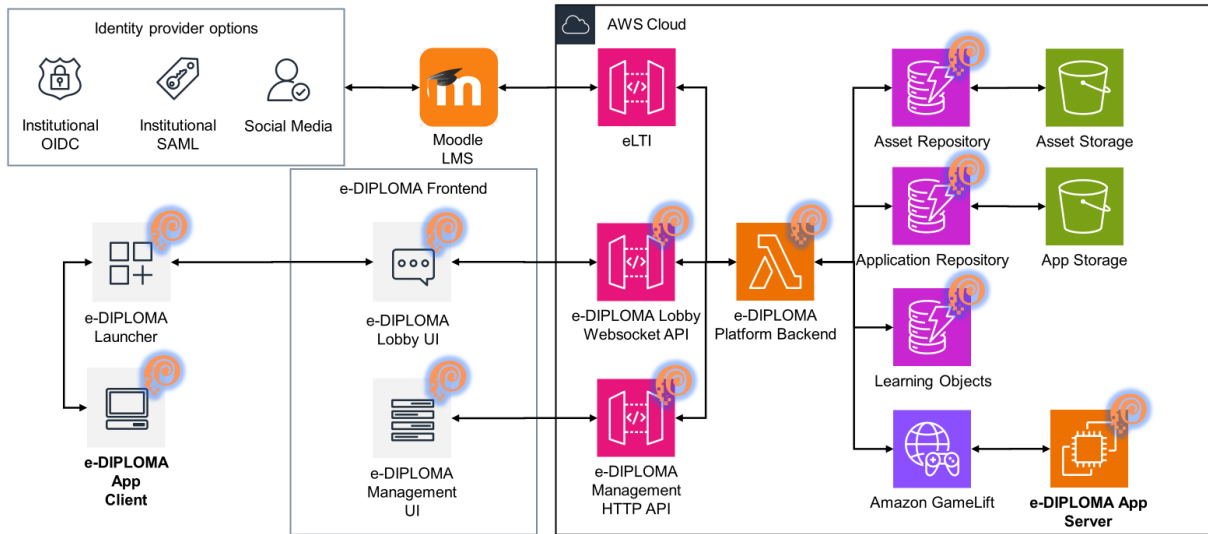 Identity provider options
Institutional
OIDC
Institutional
SAML
Social Media
Moodle
LMS
AWS Cloud
eLTI
Asset Repository
Asset Storage
Application Repository
App Storage
e-DIPLOMA Frontend
e-DIPLOMA
Launcher
e-DIPLOMA
Lobby UI
e-DIPLOMA Lobby
Websocket API
e-DIPLOMA
Platform Backend
Learning Objects
e-DIPLOMA
App
Client
e-DIPLOMA
Management
UI
e-DIPLOMA
Management
HTTP API
Amazon GameLift
e-DIPLOMA App
Server